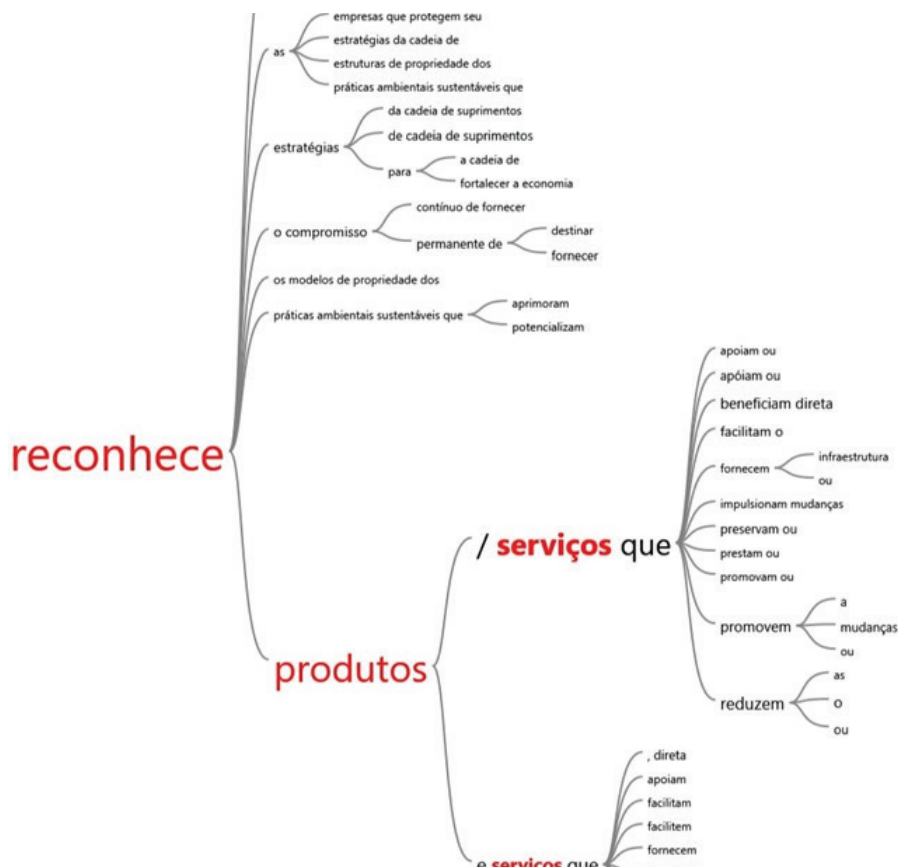 empresas que protegem seu
as
estratégias da cadeia de
estruturas de propriedade dos
práticas ambientais sustentáveis que
da cadeia de suprimentos
de cadeia de suprimentos
estratégias
para
a cadeia de
fortalecer a economia
contínuo de fornecer
o compromisso
permanente de
destinar
fornecer
os modelos de propriedade dos
práticas ambientais sustentáveis que
aprimoram
potencializam
reconhece
produtos
/ serviços que
apoiam ou
apóiam ou
beneficiam direta
facilitam o
fornecem
infraestrutura
ou
impulsionam mudanças
preservam ou
prestam ou
promovam ou
promovem
a
mudanças
ou
reduzem
as
o
ou
e serviços que
, direta
apoiam
facilitam
facilitem
fornecem